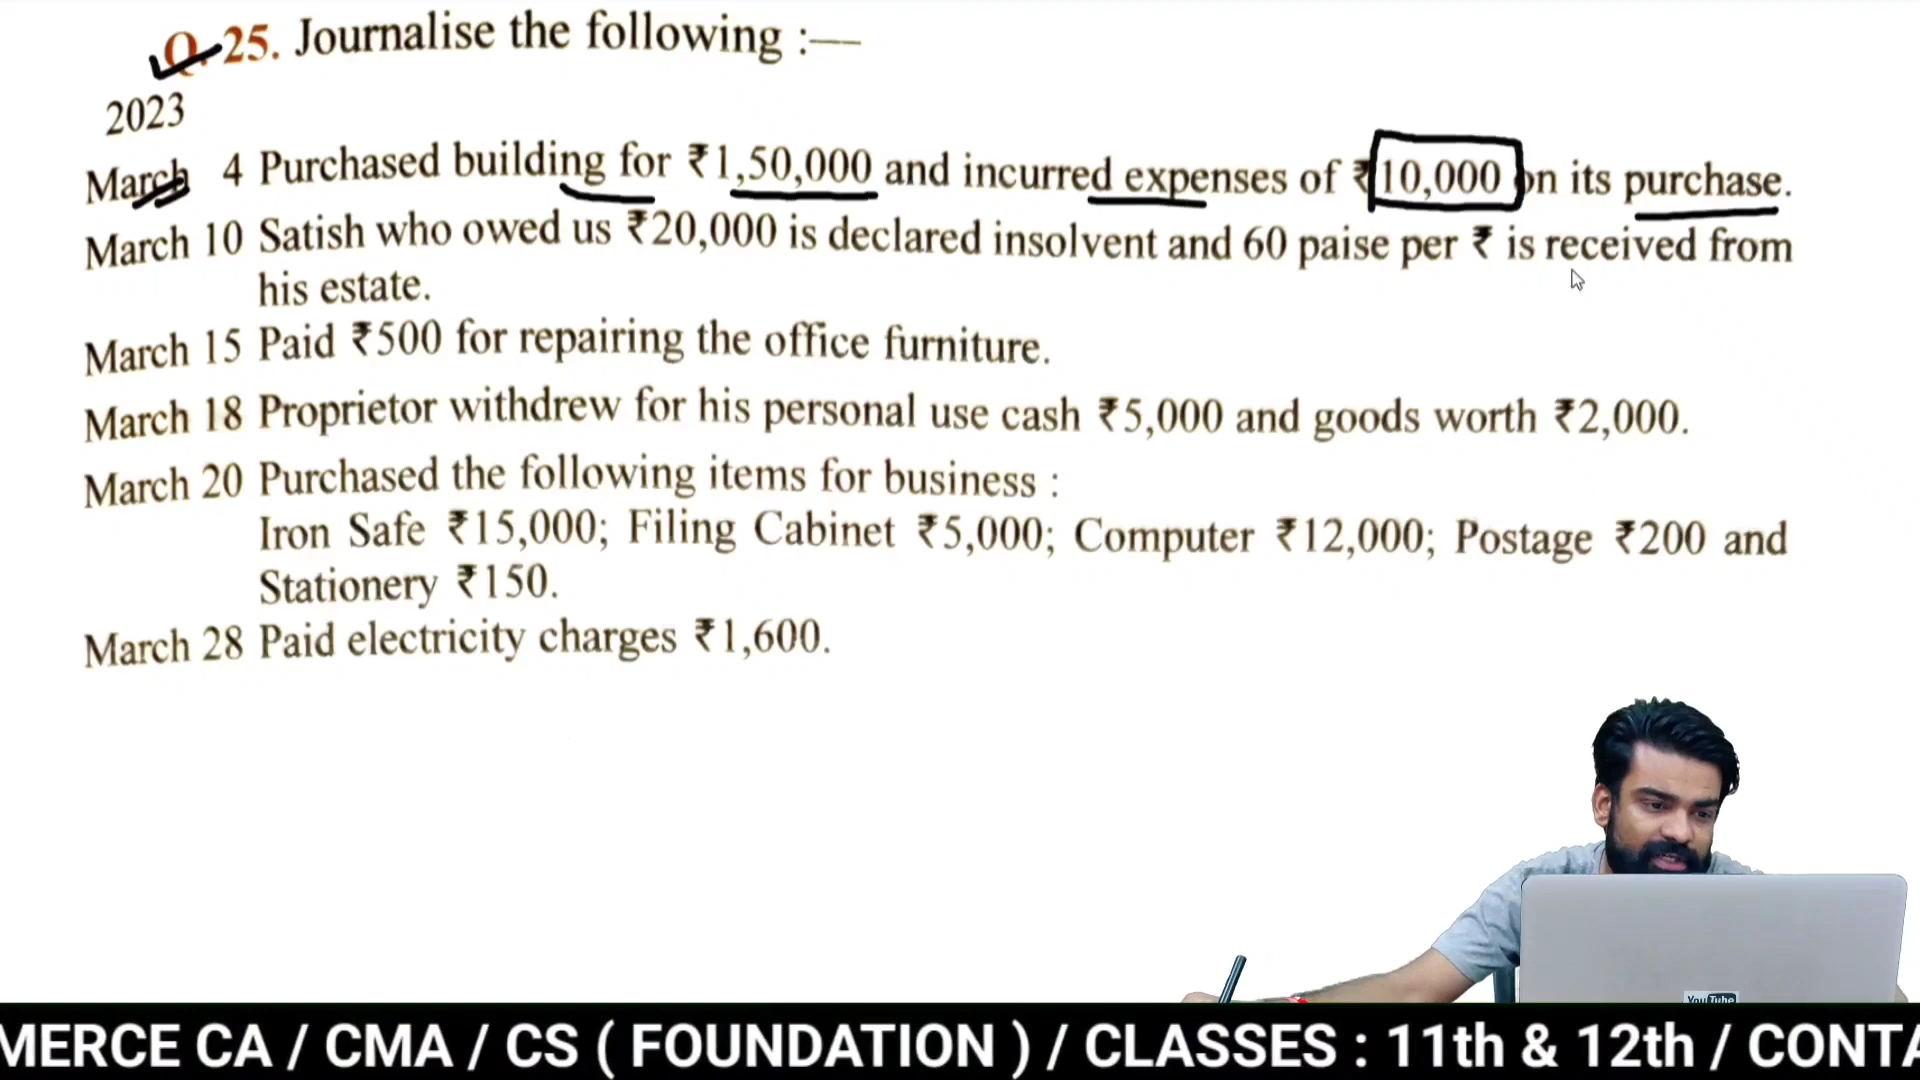 Q. 25. Journalise the following :—
2023
March 4 Purchased building for ₹1,50,000 and incurred expenses of ₹10,000 on its purchase.
March 10 Satish who owed us ₹20,000 is declared insolvent and 60 paise per ₹ is received from
his estate.
March 15 Paid ₹500 for repairing the office furniture.
March 18 Proprietor withdrew for his personal use cash ₹5,000 and goods worth ₹2,000.
March 20 Purchased the following items for business :
Iron Safe ₹15,000; Filing Cabinet ₹5,000; Computer ₹12,000; Postage ₹200 and
Stationery ₹150.
March 28 Paid electricity charges ₹1,600.
YouTube
MERCE CA / CMA / CS ( FOUNDATION ) / CLASSES : 11th & 12th / CONTA